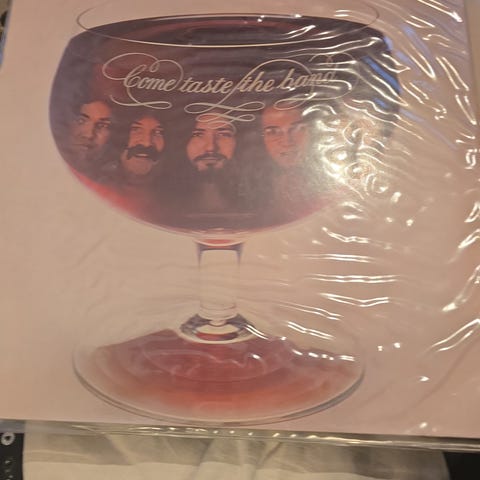 Come taste the band